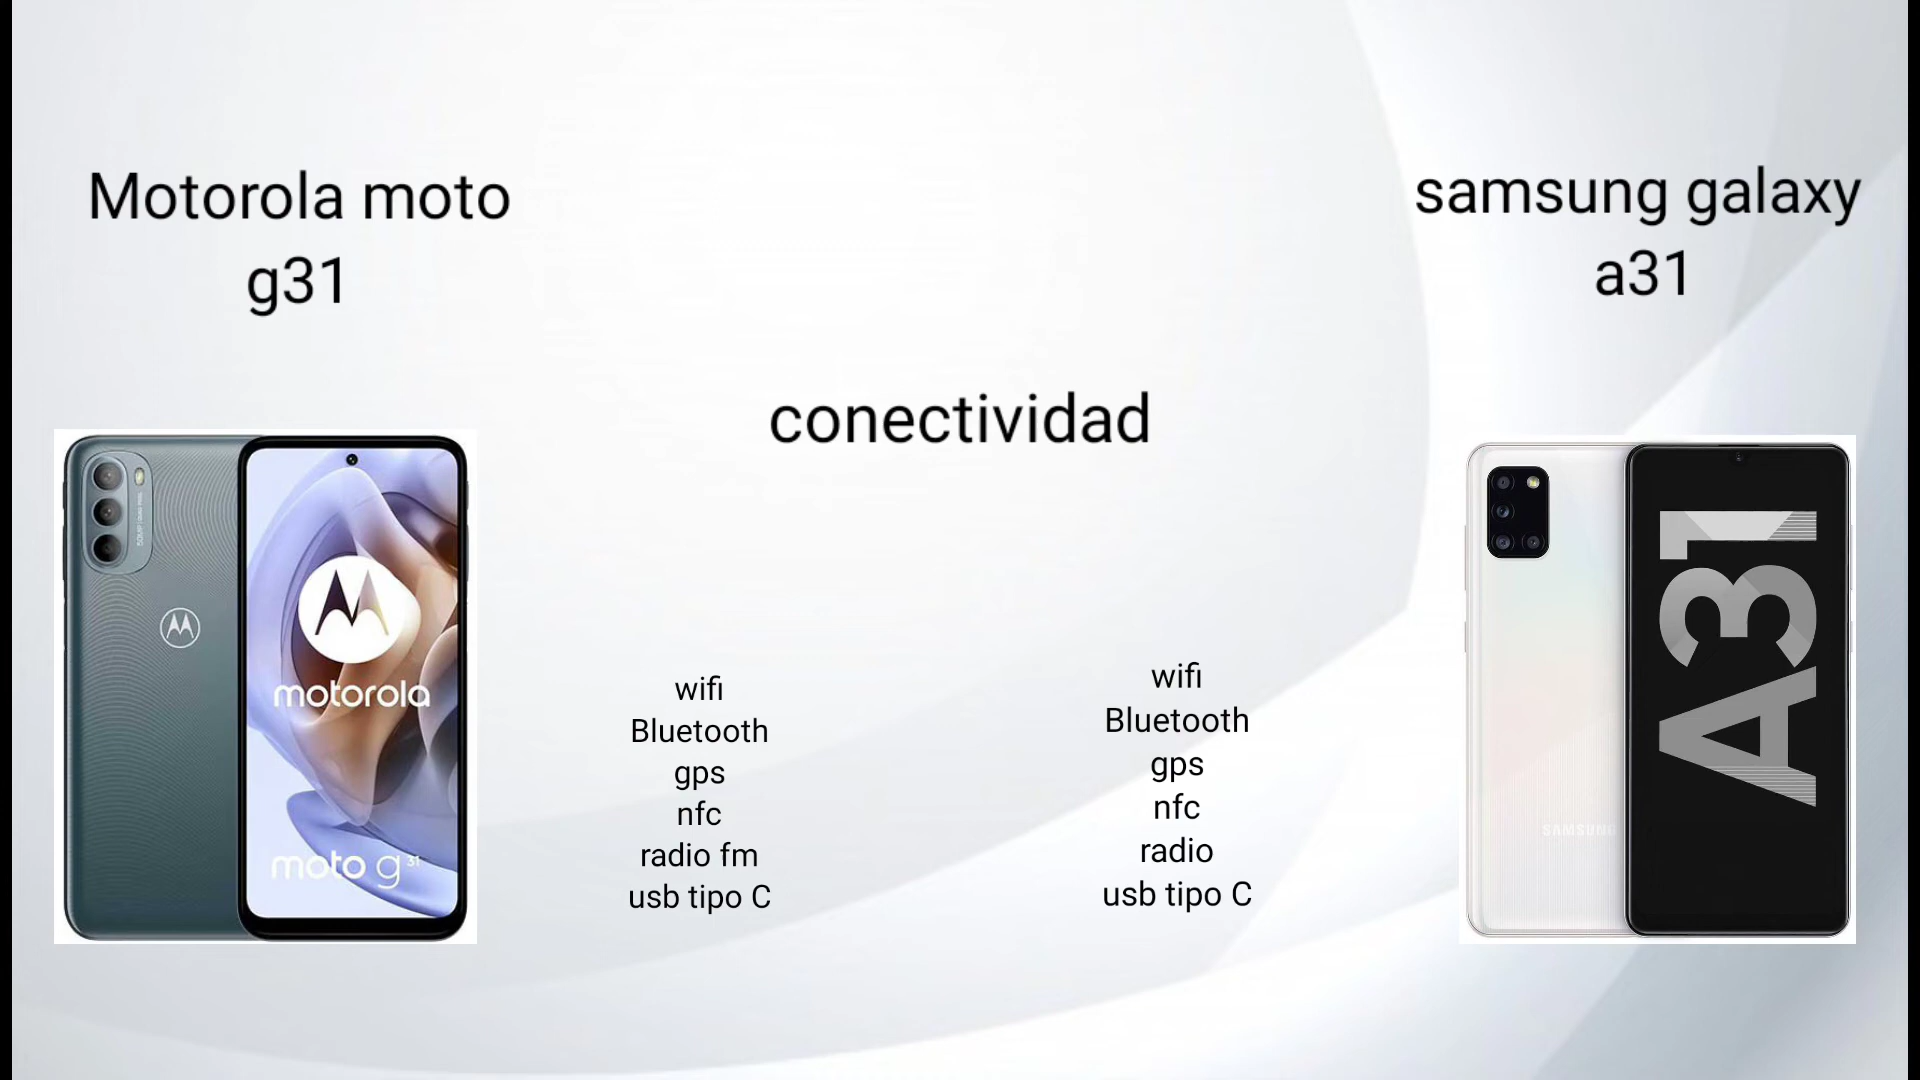 Motorola moto
g31
samsung galaxy
a31
conectividad
motorola
moto g31
wifi
Bluetooth
gps
nfc
radio fm
usb tipo C
wifi
Bluetooth
gps
nfc
radio
usb tipo C
SAMSUNG
A31